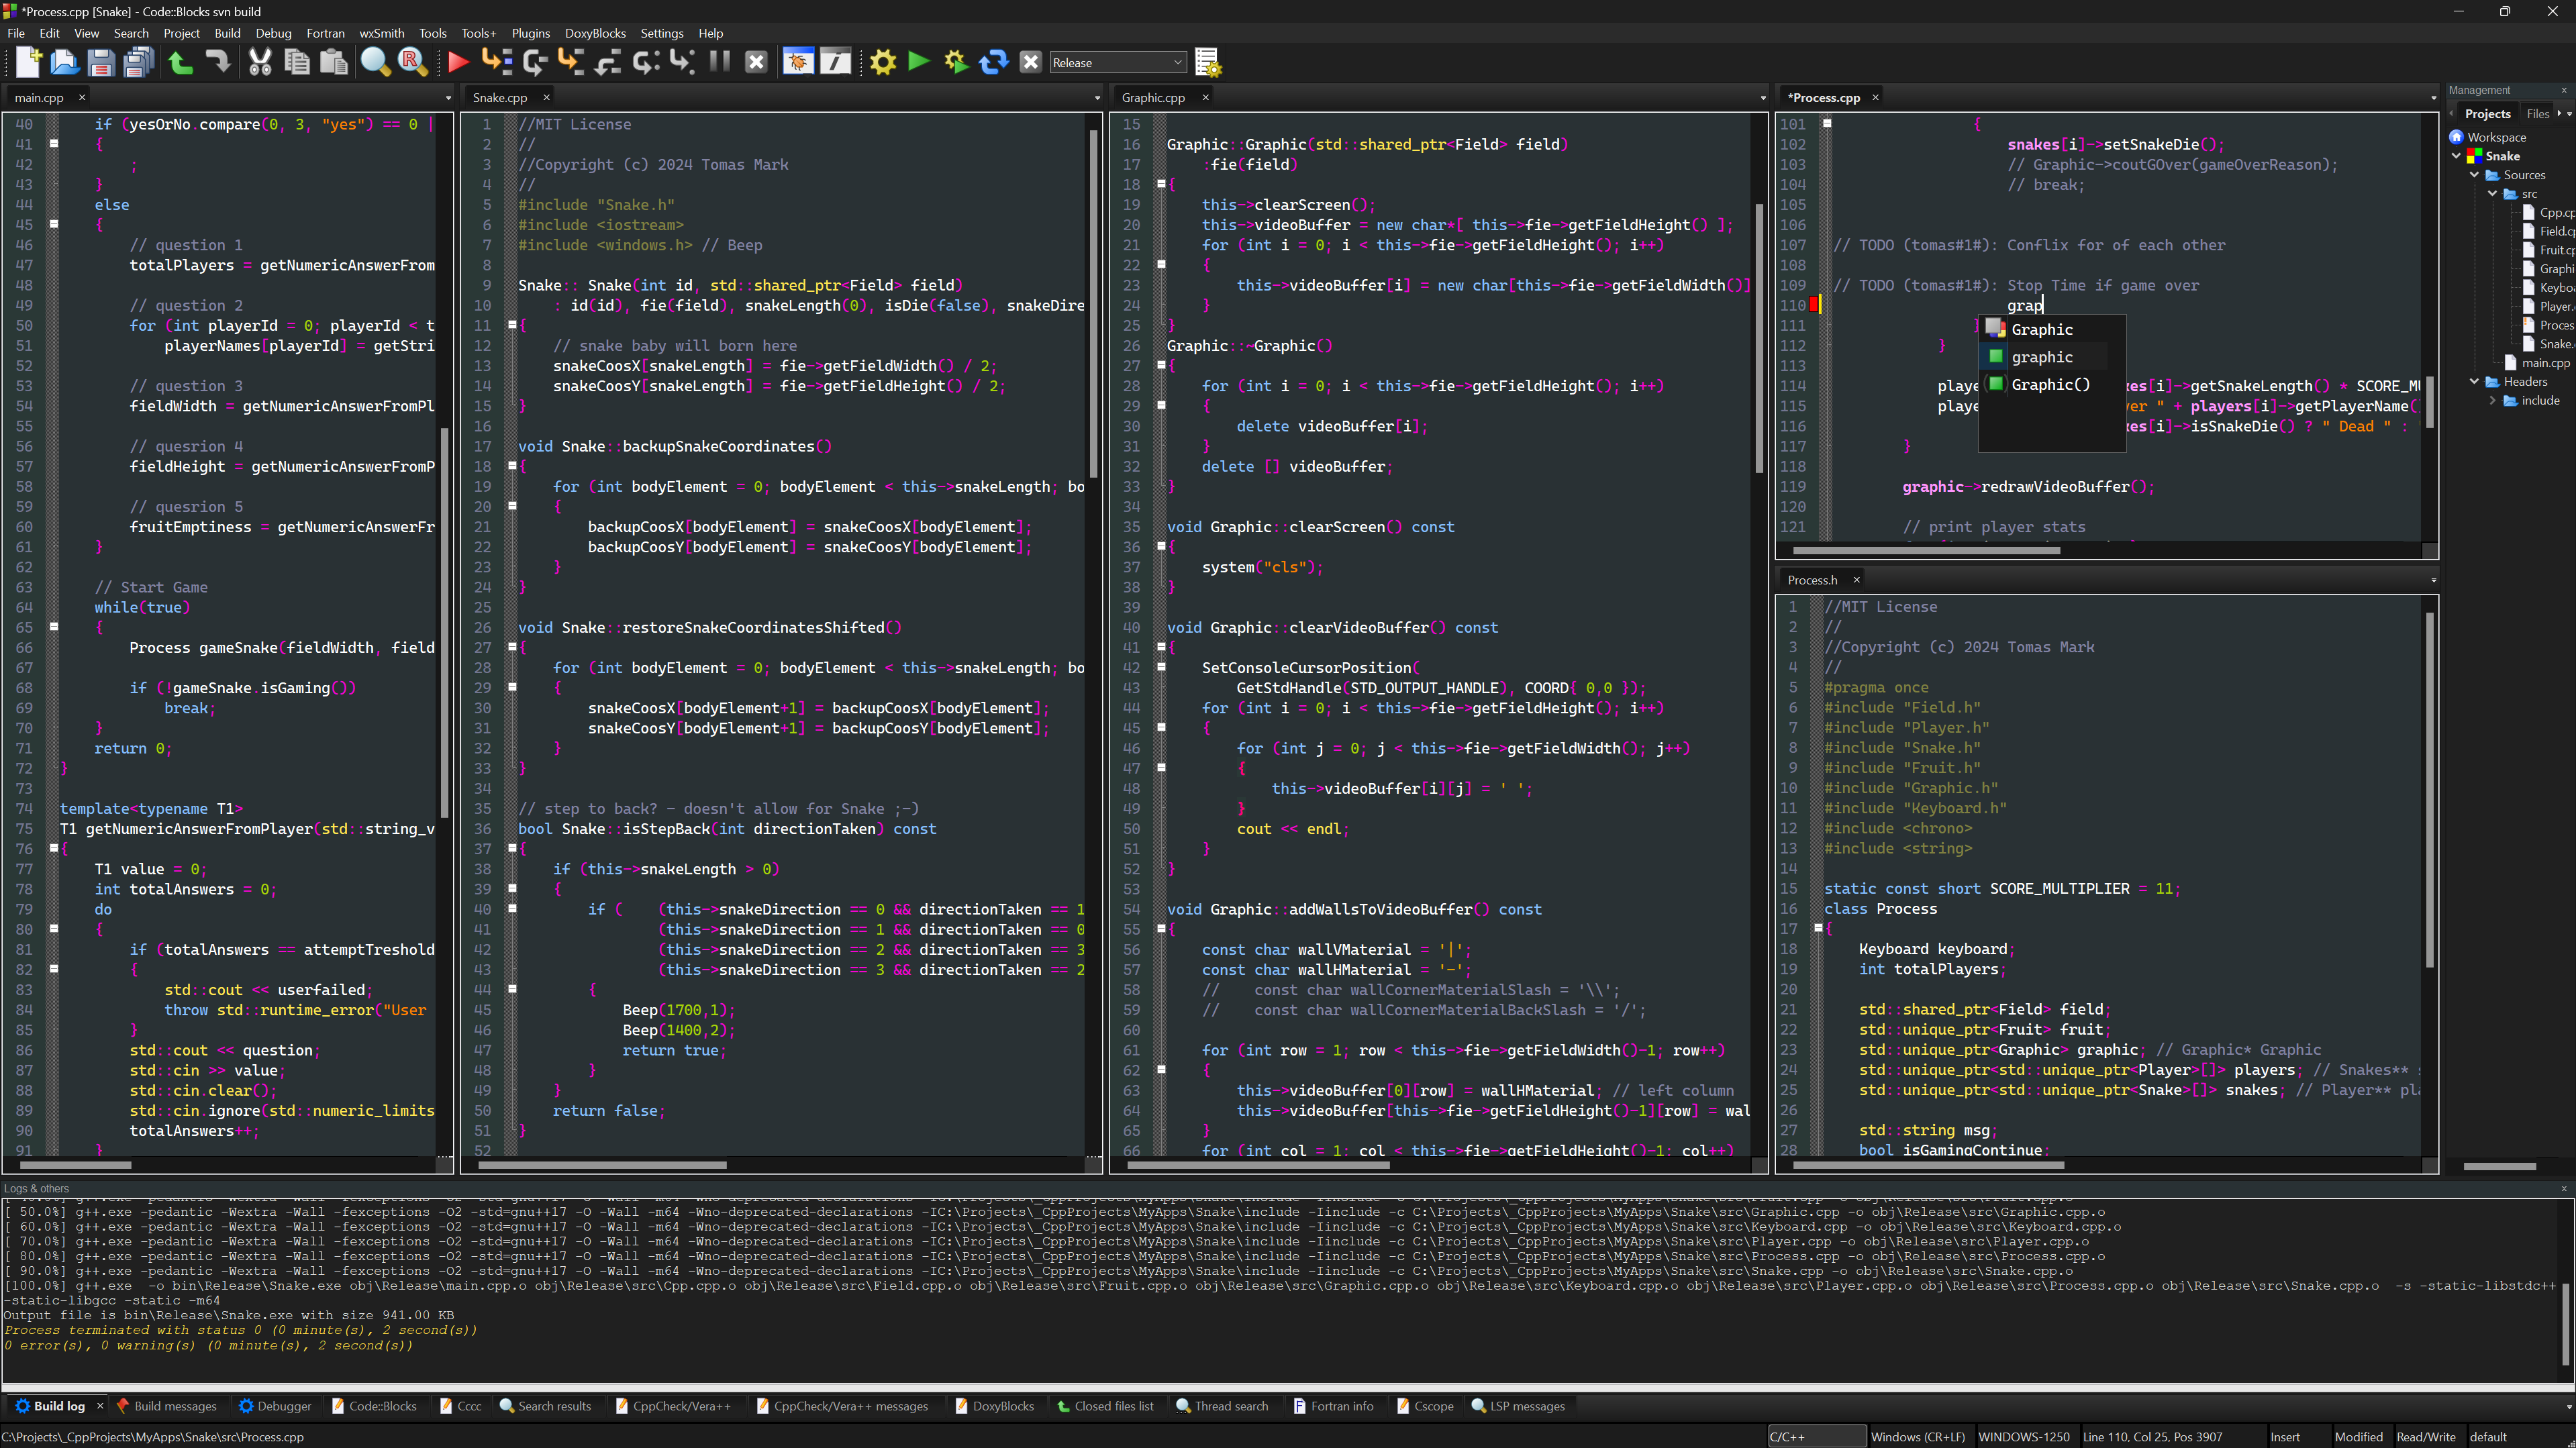 *Process.cpp [Snake] - Code::Blocks svn build
File Edit View Search Project Build Debug Fortran wxSmith Tools Tools+ Plugins DoxyBlocks Settings Help
Release
main.cpp
40 if (yesOrNo.compare(0, 3, "yes") == 0 |
41 {
42 ;
43 }
44 else
45 {
46 // question 1
47 totalPlayers = getNumericAnswerFrom
48
49 // question 2
50 for (int playerId = 0; playerId < t
51 playerNames[playerId] = getStri
52
53 // question 3
54 fieldWidth = getNumericAnswerFromPl
55
56 // quesrion 4
57 fieldHeight = getNumericAnswerFromP
58
59 // quesrion 5
60 fruitEmptiness = getNumericAnswerFr
61 }
62
63 // Start Game
64 while(true)
65 {
66 Process gameSnake(fieldWidth, field
67
68 if (!gameSnake.isGaming())
69 break;
70 }
71 return 0;
72 }
73
74 template<typename T1>
75 T1 getNumericAnswerFromPlayer(std::string_v
76 {
77 T1 value = 0;
78 int totalAnswers = 0;
79 do
80 {
81 if (totalAnswers == attemptTreshold
82 {
83 std::cout << userfailed;
84 throw std::runtime_error("User
85 }
86 std::cout << question;
87 std::cin >> value;
88 std::cin.clear();
89 std::cin.ignore(std::numeric_limits
90 totalAnswers++;
91 }
Snake.cpp
1 //MIT License
2 //
3 //Copyright (c) 2024 Tomas Mark
4 //
5 #include "Snake.h"
6 #include <iostream>
7 #include <windows.h> // Beep
8
9 Snake:: Snake(int id, std::shared_ptr<Field> field)
10 : id(id), fie(field), snakeLength(0), isDie(false), snakeDire
11 {
12 // snake baby will born here
13 snakeCoosX[snakeLength] = fie->getFieldWidth() / 2;
14 snakeCoosY[snakeLength] = fie->getFieldHeight() / 2;
15 }
16
17 void Snake::backupSnakeCoordinates()
18 {
19 for (int bodyElement = 0; bodyElement < this->snakeLength; bo
20 {
21 backupCoosX[bodyElement] = snakeCoosX[bodyElement];
22 backupCoosY[bodyElement] = snakeCoosY[bodyElement];
23 }
24 }
25
26 void Snake::restoreSnakeCoordinatesShifted()
27 {
28 for (int bodyElement = 0; bodyElement < this->snakeLength; bo
29 {
30 snakeCoosX[bodyElement+1] = backupCoosX[bodyElement];
31 snakeCoosY[bodyElement+1] = backupCoosY[bodyElement];
32 }
33 }
34
35 // step to back? - doesn't allow for Snake ;-)
36 bool Snake::isStepBack(int directionTaken) const
37 {
38 if (this->snakeLength > 0)
39 {
40 if ( (this->snakeDirection == 0 && directionTaken == 1
41 (this->snakeDirection == 1 && directionTaken == 0
42 (this->snakeDirection == 2 && directionTaken == 3
43 (this->snakeDirection == 3 && directionTaken == 2
44 {
45 Beep(1700,1);
46 Beep(1400,2);
47 return true;
48 }
49 }
50 return false;
51 }
52
Graphic.cpp
15
16 Graphic::Graphic(std::shared_ptr<Field> field)
17 :fie(field)
18 {
19 this->clearScreen();
20 this->videoBuffer = new char*[ this->fie->getFieldHeight() ];
21 for (int i = 0; i < this->fie->getFieldHeight(); i++)
22 {
23 this->videoBuffer[i] = new char[this->fie->getFieldWidth()]
24 }
25 }
26 Graphic::~Graphic()
27 {
28 for (int i = 0; i < this->fie->getFieldHeight(); i++)
29 {
30 delete videoBuffer[i];
31 }
32 delete [] videoBuffer;
33 }
34
35 void Graphic::clearScreen() const
36 {
37 system("cls");
38 }
39
40 void Graphic::clearVideoBuffer() const
41 {
42 SetConsoleCursorPosition(
43 GetStdHandle(STD_OUTPUT_HANDLE), COORD{ 0,0 });
44 for (int i = 0; i < this->fie->getFieldHeight(); i++)
45 {
46 for (int j = 0; j < this->fie->getFieldWidth(); j++)
47 {
48 this->videoBuffer[i][j] = ' ';
49 }
50 cout << endl;
51 }
52 }
53
54 void Graphic::addWallsToVideoBuffer() const
55 {
56 const char wallVMaterial = '|';
57 const char wallHMaterial = '-';
58 // const char wallCornerMaterialSlash = '\\';
59 // const char wallCornerMaterialBackSlash = '/';
60
61 for (int row = 1; row < this->fie->getFieldWidth()-1; row++)
62 {
63 this->videoBuffer[0][row] = wallHMaterial; // left column
64 this->videoBuffer[this->fie->getFieldHeight()-1][row] = wal
65 }
66 for (int col = 1; col < this->fie->getFieldHeight()-1; col++)
*Process.cpp
101 {
102 snakes[i]->setSnakeDie();
103 // Graphic->coutGOver(gameOverReason);
104 // break;
105
106
107 // TODO (tomas#1#): Conflix for of each other
108
109 // TODO (tomas#1#): Stop Time if game over
110 grap
111 }
Graphic
graphic
Graphic()
112 }
113
114 playe kes[i]->getSnakeLength() * SCORE_MU
115 playe ver " + players[i]->getPlayerName(
116 kes[i]->isSnakeDie() ? " Dead " : "
117 }
118
119 graphic->redrawVideoBuffer();
120
121 // print player stats
Process.h
1 //MIT License
2 //
3 //Copyright (c) 2024 Tomas Mark
4 //
5 #pragma once
6 #include "Field.h"
7 #include "Player.h"
8 #include "Snake.h"
9 #include "Fruit.h"
10 #include "Graphic.h"
11 #include "Keyboard.h"
12 #include <chrono>
13 #include <string>
14
15 static const short SCORE_MULTIPLIER = 11;
16 class Process
17 {
18 Keyboard keyboard;
19 int totalPlayers;
20
21 std::shared_ptr<Field> field;
22 std::unique_ptr<Fruit> fruit;
23 std::unique_ptr<Graphic> graphic; // Graphic* Graphic
24 std::unique_ptr<std::unique_ptr<Player>[]> players; // Snakes** s
25 std::unique_ptr<std::unique_ptr<Snake>[]> snakes; // Player** pl
26
27 std::string msg;
28 bool isGamingContinue;
Management
Projects Files
Workspace
Snake
Sources
src
Cpp.cp
Field.cp
Fruit.cp
Graphi
Keyboa
Player.
Proces
Snake.
main.cpp
Headers
include
Logs & others
[ 50.0%] g++.exe -pedantic -Wextra -Wall -fexceptions -O2 -std=gnu++17 -O -Wall -m64 -Wno-deprecated-declarations -IC:\Projects\_CppProjects\MyApps\Snake\include -Iinclude -c C:\Projects\_CppProjects\MyApps\Snake\src\Graphic.cpp -o obj\Release\src\Graphic.cpp.o
[ 60.0%] g++.exe -pedantic -Wextra -Wall -fexceptions -O2 -std=gnu++17 -O -Wall -m64 -Wno-deprecated-declarations -IC:\Projects\_CppProjects\MyApps\Snake\include -Iinclude -c C:\Projects\_CppProjects\MyApps\Snake\src\Keyboard.cpp -o obj\Release\src\Keyboard.cpp.o
[ 70.0%] g++.exe -pedantic -Wextra -Wall -fexceptions -O2 -std=gnu++17 -O -Wall -m64 -Wno-deprecated-declarations -IC:\Projects\_CppProjects\MyApps\Snake\include -Iinclude -c C:\Projects\_CppProjects\MyApps\Snake\src\Player.cpp -o obj\Release\src\Player.cpp.o
[ 80.0%] g++.exe -pedantic -Wextra -Wall -fexceptions -O2 -std=gnu++17 -O -Wall -m64 -Wno-deprecated-declarations -IC:\Projects\_CppProjects\MyApps\Snake\include -Iinclude -c C:\Projects\_CppProjects\MyApps\Snake\src\Process.cpp -o obj\Release\src\Process.cpp.o
[ 90.0%] g++.exe -pedantic -Wextra -Wall -fexceptions -O2 -std=gnu++17 -O -Wall -m64 -Wno-deprecated-declarations -IC:\Projects\_CppProjects\MyApps\Snake\include -Iinclude -c C:\Projects\_CppProjects\MyApps\Snake\src\Snake.cpp -o obj\Release\src\Snake.cpp.o
[100.0%] g++.exe -o bin\Release\Snake.exe obj\Release\main.cpp.o obj\Release\src\Cpp.cpp.o obj\Release\src\Field.cpp.o obj\Release\src\Fruit.cpp.o obj\Release\src\Graphic.cpp.o obj\Release\src\Keyboard.cpp.o obj\Release\src\Player.cpp.o obj\Release\src\Process.cpp.o obj\Release\src\Snake.cpp.o -s -static-libstdc++
-static-libgcc -static -m64
Output file is bin\Release\Snake.exe with size 941.00 KB
Process terminated with status 0 (0 minute(s), 2 second(s))
0 error(s), 0 warning(s) (0 minute(s), 2 second(s))
Build log Build messages Debugger Code::Blocks Cccc Search results CppCheck/Vera++ CppCheck/Vera++ messages DoxyBlocks Closed files list Thread search Fortran info Cscope LSP messages
C:\Projects\_CppProjects\MyApps\Snake\src\Process.cpp C/C++ Windows (CR+LF) WINDOWS-1250 Line 110, Col 25, Pos 3907 Insert Modified Read/Write default